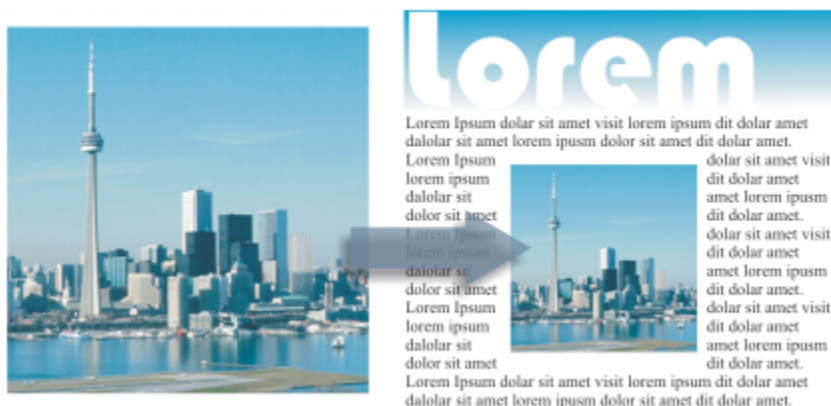 Lorem
Lorem Ipsum dolar sit amet visit lorem ipsum dit dolar amet
dalolar sit amet lorem ipusm dolor sit amet dit dolar amet.
Lorem Ipsum
lorem ipsum
dalolar sit
dolor sit amet
Lorem Ipsum
lorem ipsum
dalolar sit
dolor sit amet
Lorem Ipsum
lorem ipsum
dalolar sit
dolor sit amet
dolar sit amet visit
dit dolar amet
amet lorem ipusm
dit dolar amet.
dolar sit amet visit
dit dolar amet
amet lorem ipusm
dit dolar amet.
dolar sit amet visit
dit dolar amet
amet lorem ipusm
dit dolar amet.
Lorem Ipsum dolar sit amet visit lorem ipsum dit dolar amet
dalolar sit amet lorem ipusm dolor sit amet dit dolar amet.